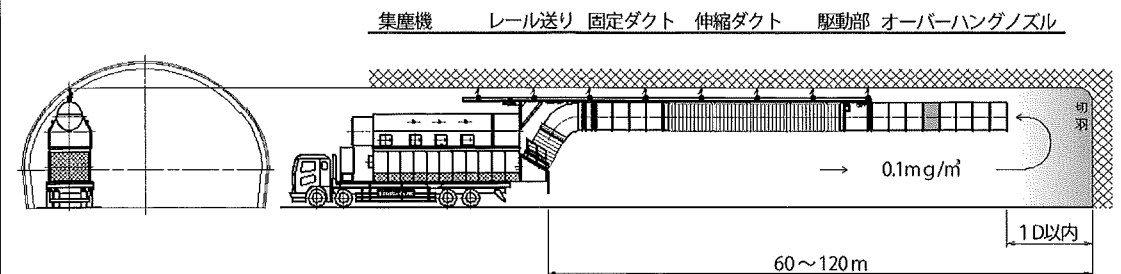 集塵機 レール送り 固定ダクト 伸縮ダクト 駆動部 オーバーハングノズル
切羽
→ 0.1mg/㎥
1D以内
60～120m